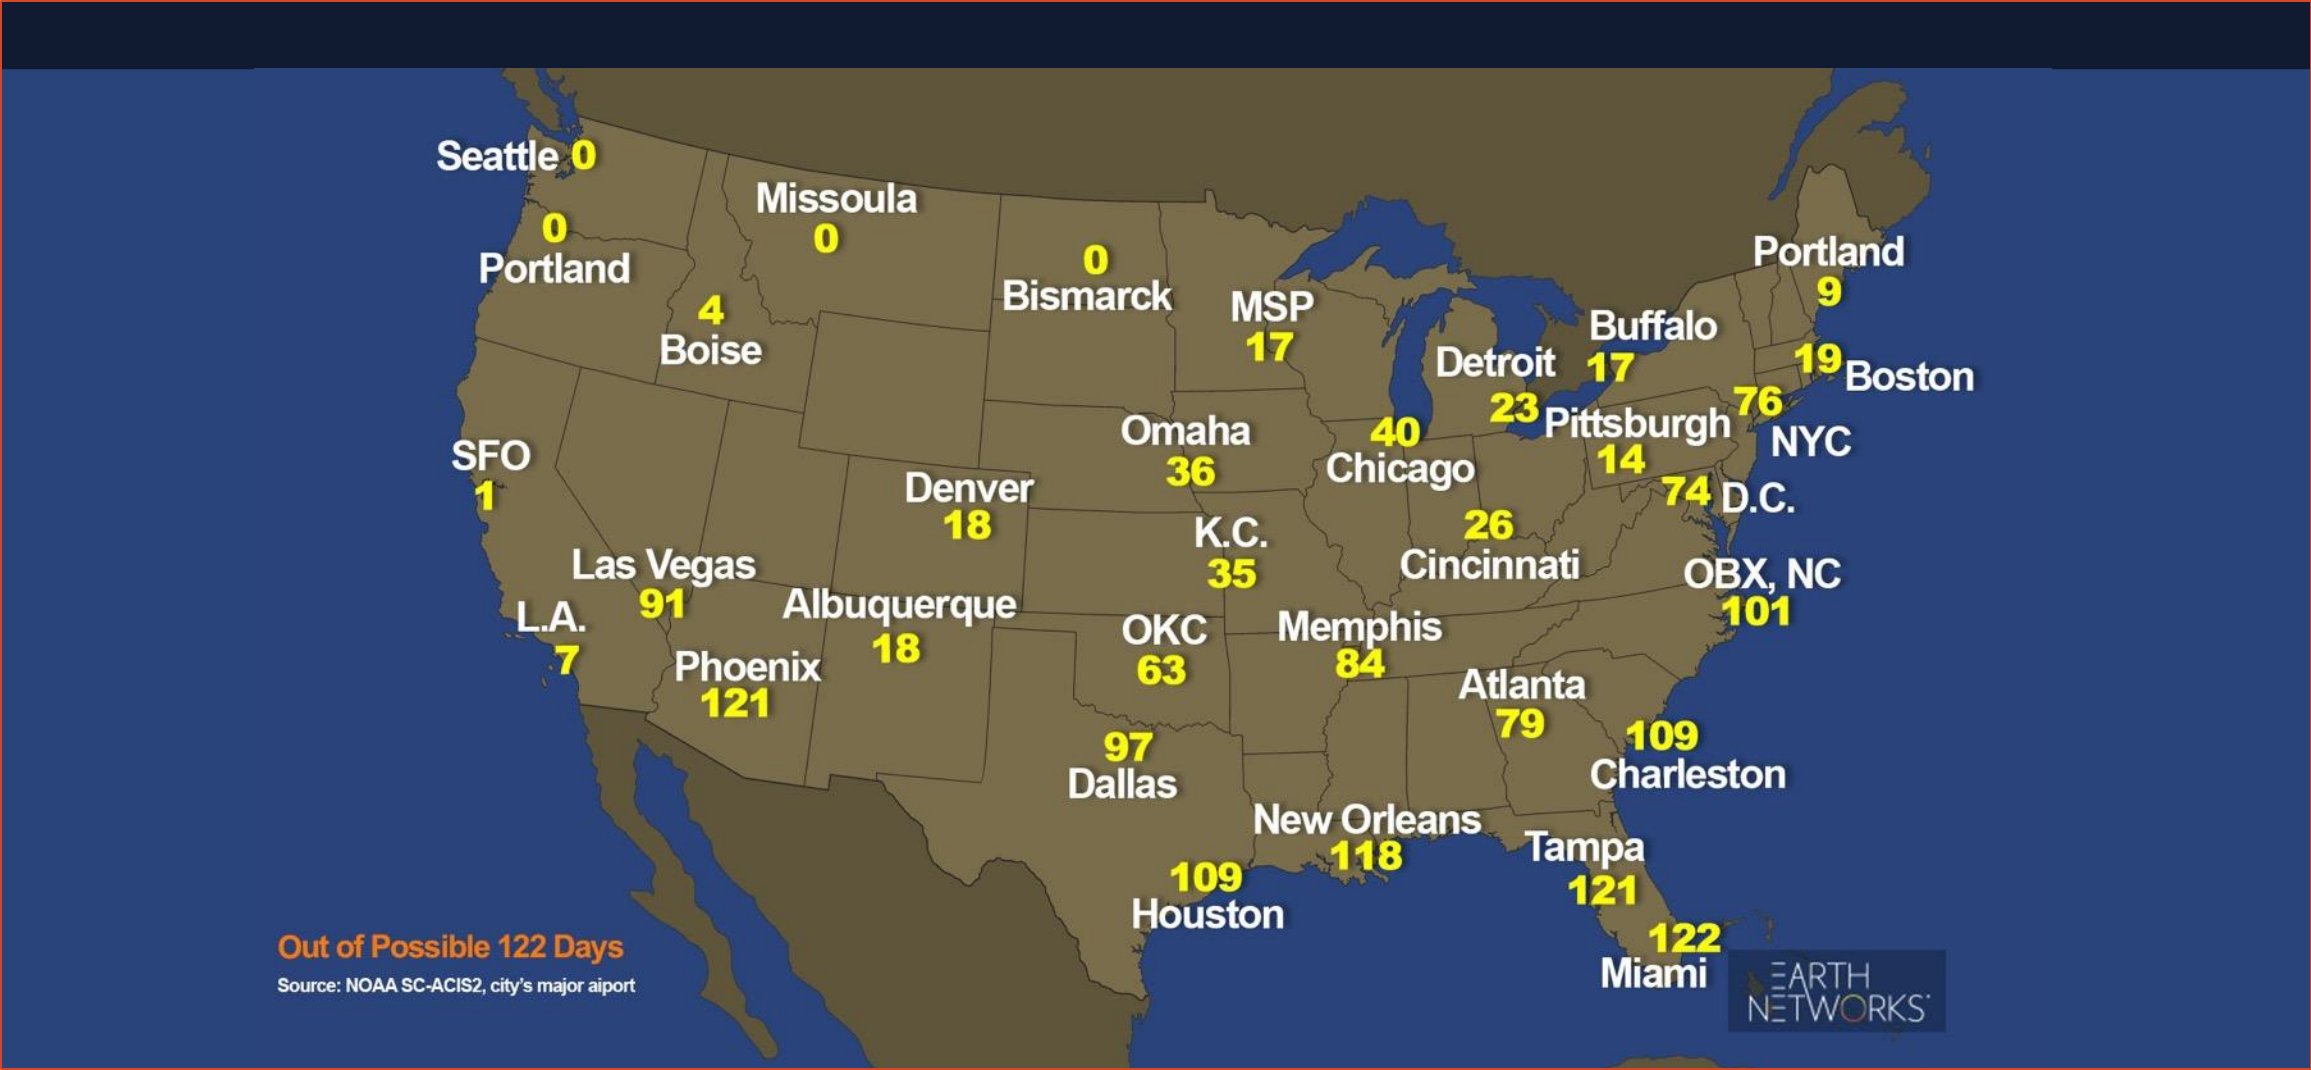 Seattle 0
Missoula
0
0
Portland
0
Bismarck
Portland
9
4
Boise
MSP
17
Buffalo
17
Detroit
23
19
Boston
76
NYC
Pittsburgh
14
Omaha
36
40
Chicago
SFO
1
Denver
18
74 D.C.
26
Cincinnati
K.C.
35
Las Vegas
91
OBX, NC
101
L.A.
7
Albuquerque
18
OKC
63
Memphis
84
Phoenix
121
Atlanta
79
97
Dallas
109
Charleston
New Orleans
118
Tampa
121
109
Houston
122
Miami
Out of Possible 122 Days
Source: NOAA SC-ACIS2, city's major aiport
EARTH
NETWORKS